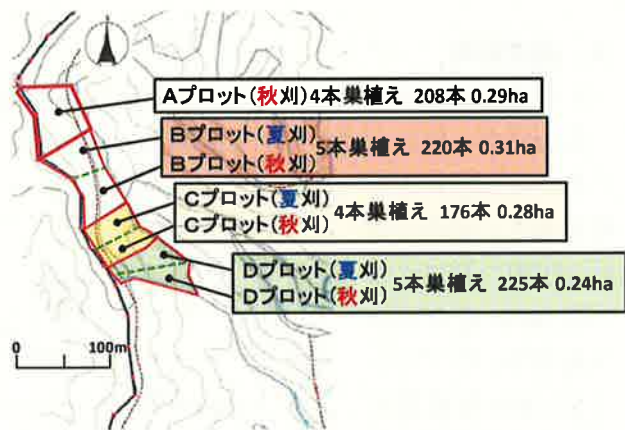 Aプロット(秋刈)4本巣植え 208本 0.29ha
Bプロット(夏刈)
Bプロット(秋刈)
5本巣植え 220本 0.31ha
Cプロット(夏刈)
Cプロット(秋刈)
4本巣植え 176本 0.28ha
Dプロット(夏刈)
Dプロット(秋刈)
5本巣植え 225本 0.24ha
0 100m